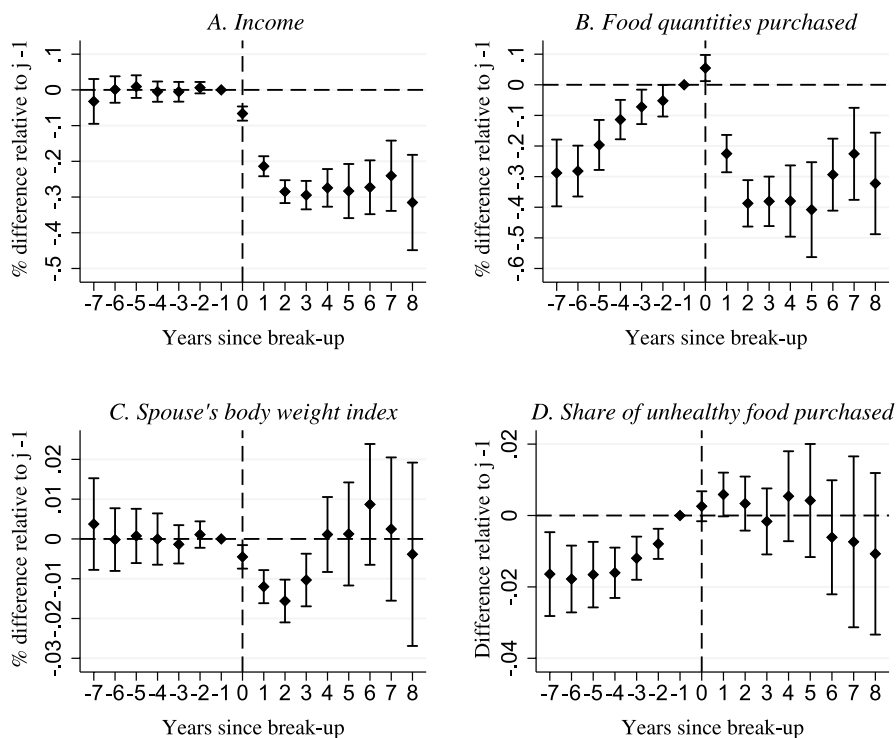 A. Income
% difference relative to j -1
.1
0
-.1
-.2
-.3
-.4
-.5
-7 -6 -5 -4 -3 -2 -1 0 1 2 3 4 5 6 7 8
Years since break-up
B. Food quantities purchased
% difference relative to j -1
.1
0
-.1
-.2
-.3
-.4
-.5
-.6
-7 -6 -5 -4 -3 -2 -1 0 1 2 3 4 5 6 7 8
Years since break-up
C. Spouse's body weight index
% difference relative to j -1
.02
.01
0
-.01
-.02
-.03
-7 -6 -5 -4 -3 -2 -1 0 1 2 3 4 5 6 7 8
Years since break-up
D. Share of unhealthy food purchased
Difference relative to j -1
.02
0
-.02
-.04
-7 -6 -5 -4 -3 -2 -1 0 1 2 3 4 5 6 7 8
Years since break-up